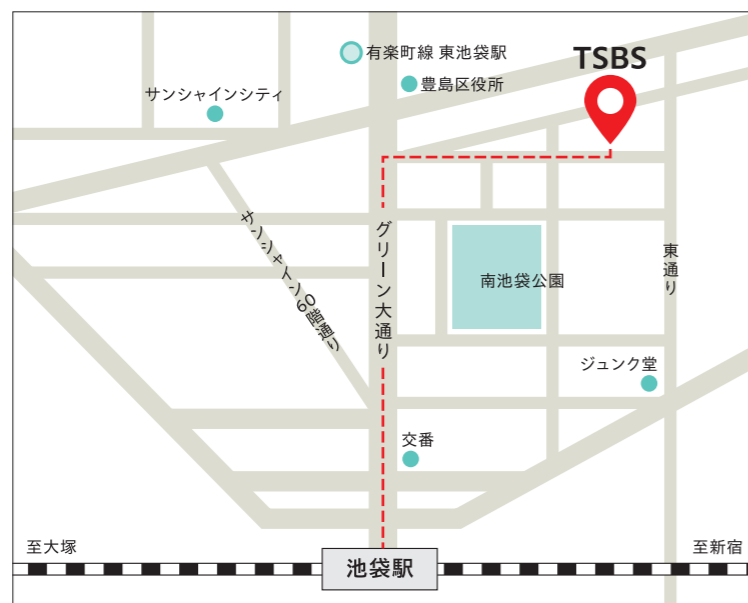 有楽町線 東池袋駅
TSBS
豊島区役所
サンシャインシティ
サンシャイン60階通り
グリーン大通り
南池袋公園
東通り
ジュンク堂
交番
至大塚
池袋駅
至新宿